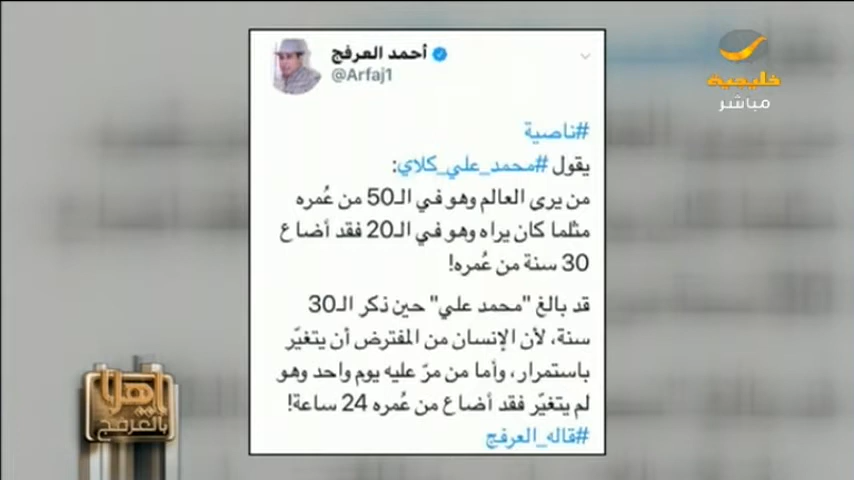 أحمد العرفج
@Arfaj1
خليجية
مباشر
#ناصية
يقول #محمد_علي_كلاي:
من يرى العالم وهو في الـ50 من عُمره
مثلما كان يراه وهو في الـ20 فقد أضاع
30 سنة من عُمره!
قد بالغ "محمد علي" حين ذكر الـ30
سنة، لأن الإنسان من المفترض أن يتغيّر
باستمرار، وأما من مرّ عليه يوم واحد وهو
لم يتغيّر فقد أضاع من عُمره 24 ساعة!
#قاله_العرفج
ياهلا
بالعرفج